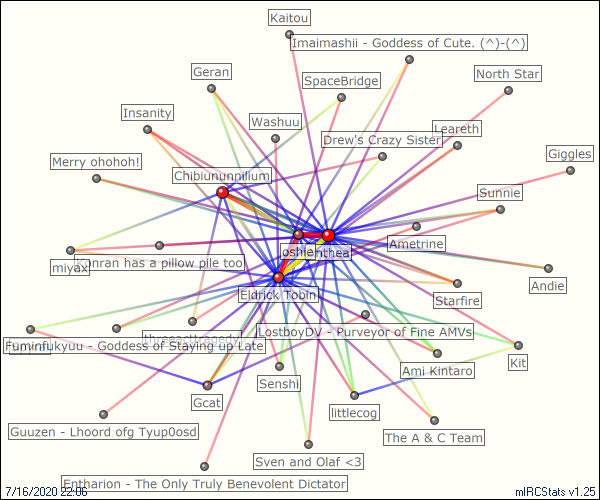 Kaitou
Imaimashii - Goddess of Cute. (^)-(^)
Geran
North Star
SpaceBridge
Insanity
Washuu
Leareth
Drew's Crazy Sister
Merry ohohoh!
Giggles
Chibiununnilium
Sunnie
Ametrine
joshie
miyax
Konran has a pillow pile too
Andie
Eldrick Tobin
Starfire
LostboyDV - Purveyor of Fine AMVs
Fuminfukyuu - Goddess of Staying up Late
Kit
Ami Kintaro
Senshi
Gcat
littlecog
Guuzen - Lhoord ofg Tyup0osd
The A & C Team
Sven and Olaf <3
Entharion - The Only Truly Benevolent Dictator
7/16/2020 22:06
mIRCStats v1.25